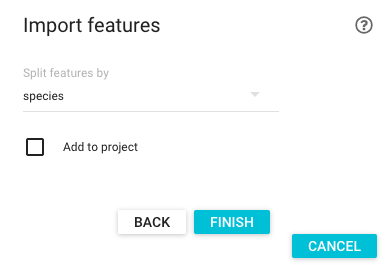 Import features
Split features by
species
Add to project
BACK
FINISH
CANCEL